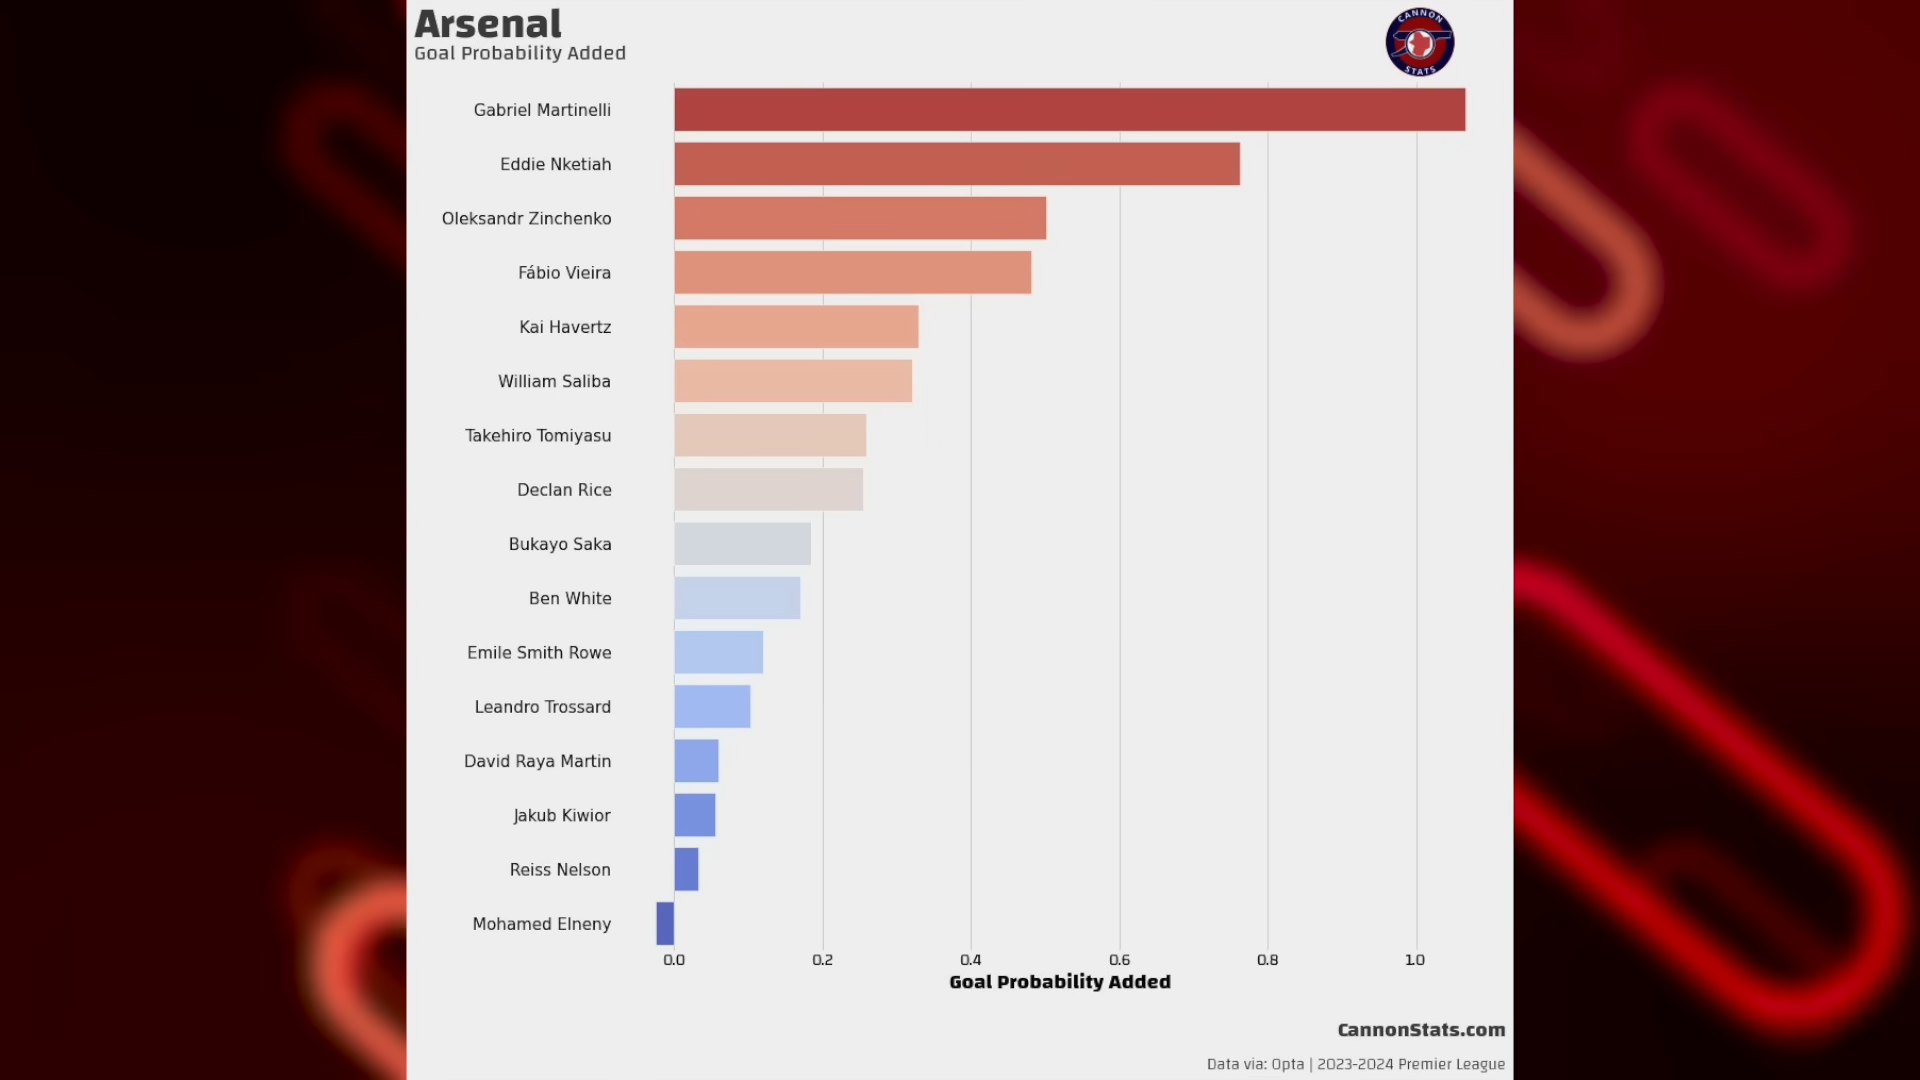 Arsenal
Goal Probability Added
CANNON
STATS
Gabriel Martinelli
Eddie Nketiah
Oleksandr Zinchenko
Fábio Vieira
Kai Havertz
William Saliba
Takehiro Tomiyasu
Declan Rice
Bukayo Saka
Ben White
Emile Smith Rowe
Leandro Trossard
David Raya Martin
Jakub Kiwior
Reiss Nelson
Mohamed Elneny
0.0 0.2 0.4 0.6 0.8 1.0
Goal Probability Added
CannonStats.com
Data via: Opta | 2023-2024 Premier League